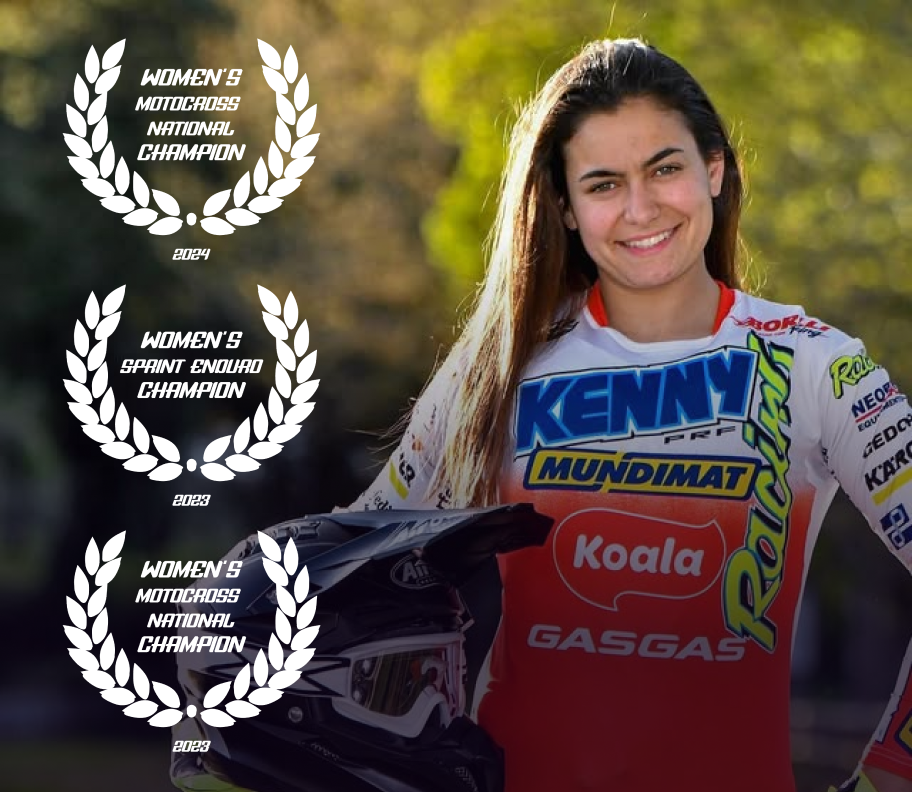 WOMEN'S
MOTOCROSS
NATIONAL
CHAMPION
2024
WOMEN'S
SPRINT ENDURO
CHAMPION
2023
WOMEN'S
MOTOCROSS
NATIONAL
CHAMPION
2023
KENNY
PRF
MUNDIMAT
Racing
Koala
GASGAS